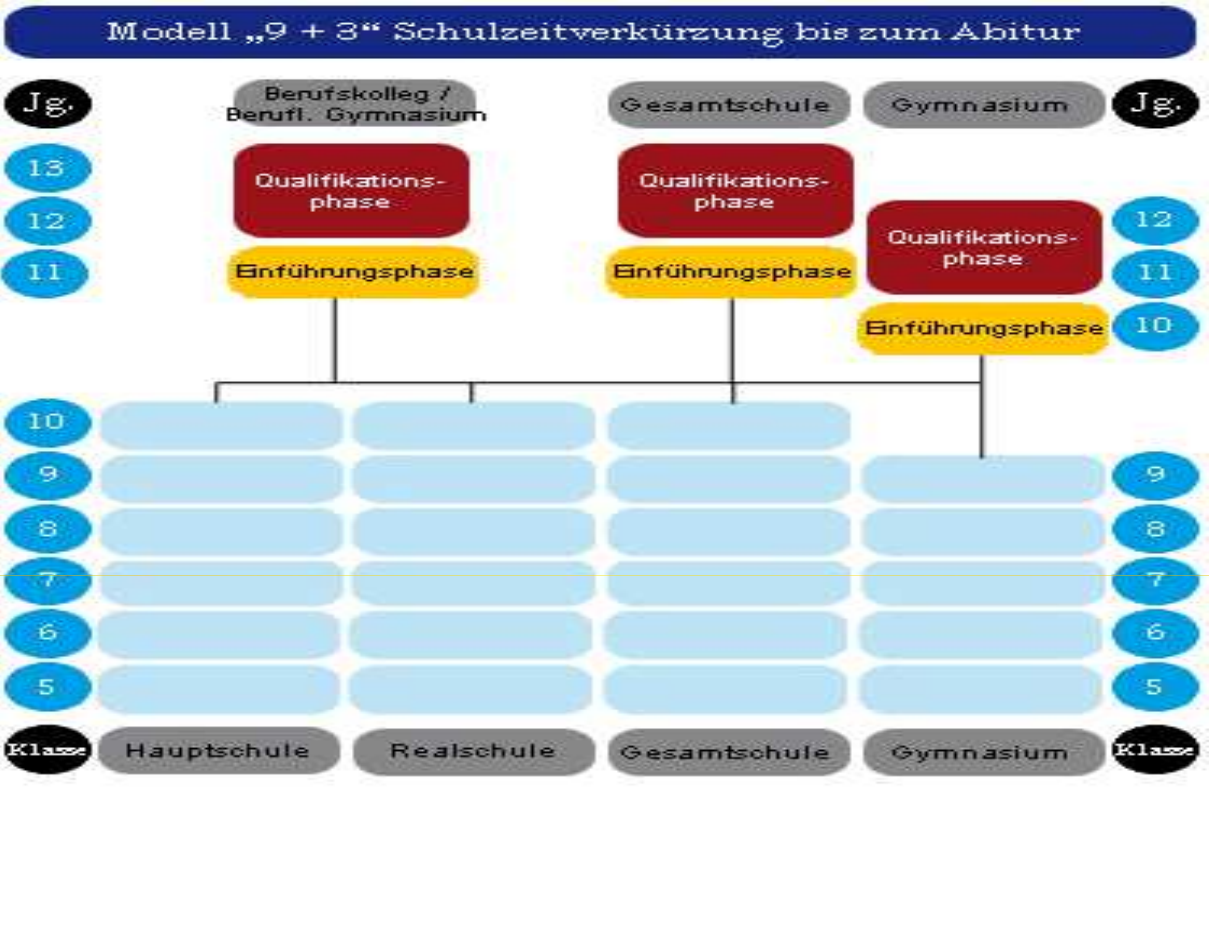 Modell „9 + 3“ Schulzeitverkürzung bis zum Abitur
Jg.
Berufskolleg /
Berufl. Gymnasium
Gesamtschule
Gymnasium
Jg.
13
12
11
Qualifikations-
phase
Einführungsphase
Qualifikations-
phase
Einführungsphase
Qualifikations-
phase
Einführungsphase
12
11
10
10
9
9
8
8
7
7
6
6
5
5
Klasse
Hauptschule
Realschule
Gesamtschule
Gymnasium
Klasse